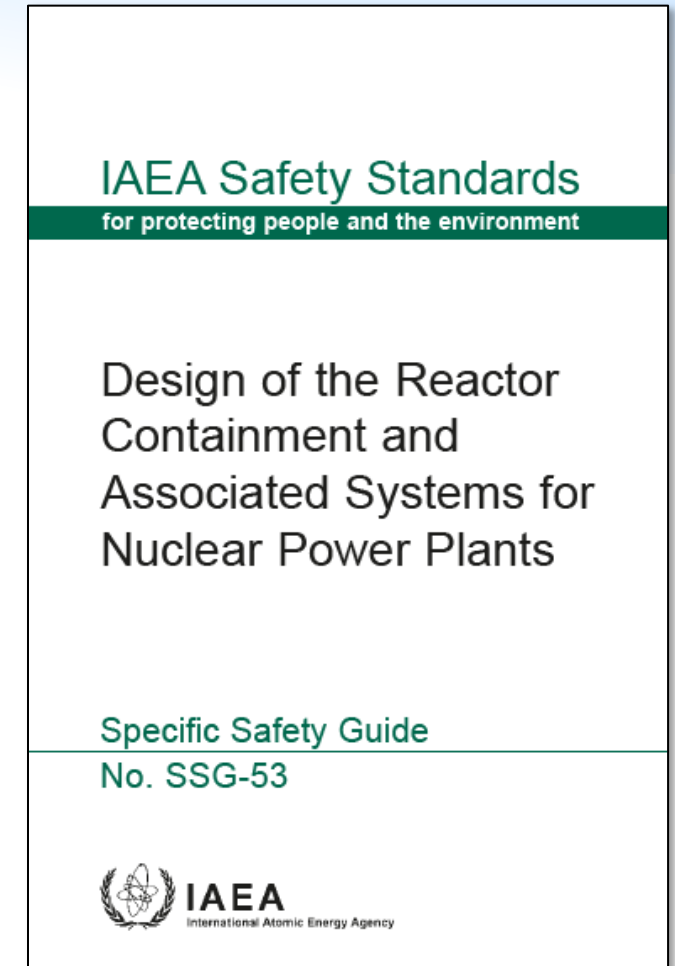 IAEA Safety Standards
for protecting people and the environment
Design of the Reactor
Containment and
Associated Systems for
Nuclear Power Plants
Specific Safety Guide
No. SSG-53
IAEA
International Atomic Energy Agency